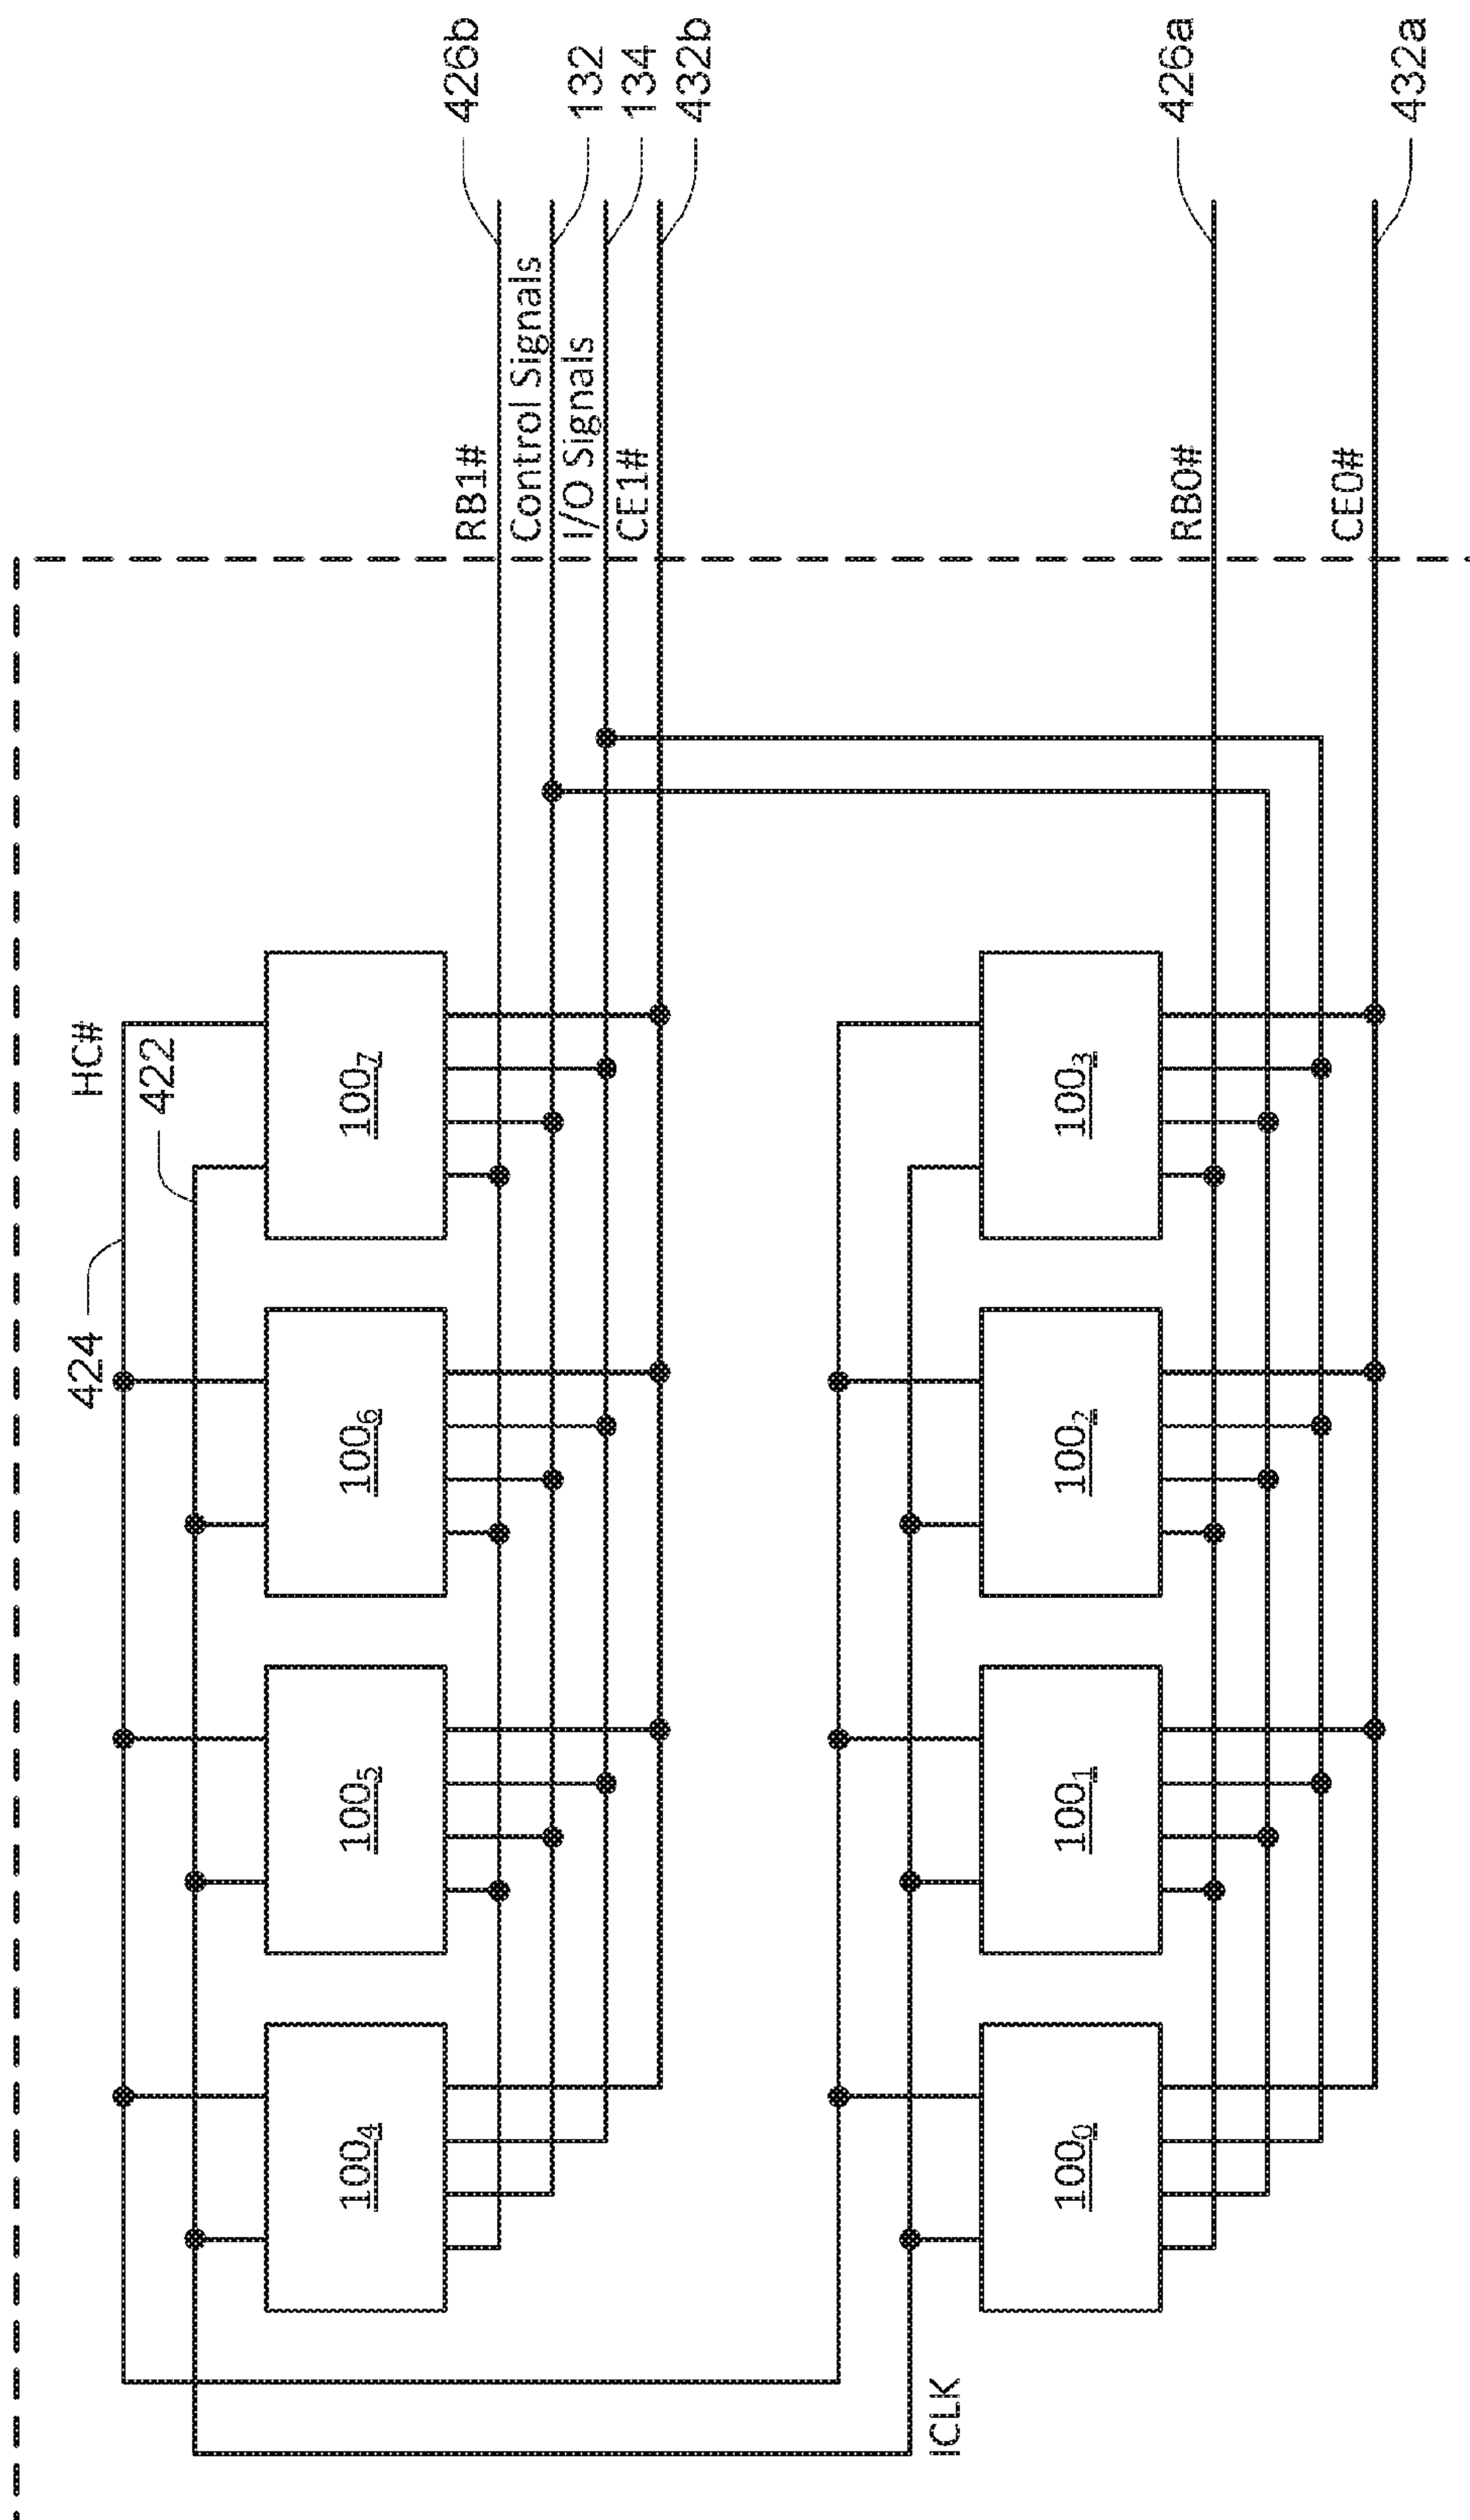 HC#
424
422
100₄
100₅
100₆
100₇
RB1#
426b
Control Signals
132
I/O Signals
134
CE1#
432b
ICLK
100₀
100₁
100₂
100₃
RB0#
426a
CE0#
432a